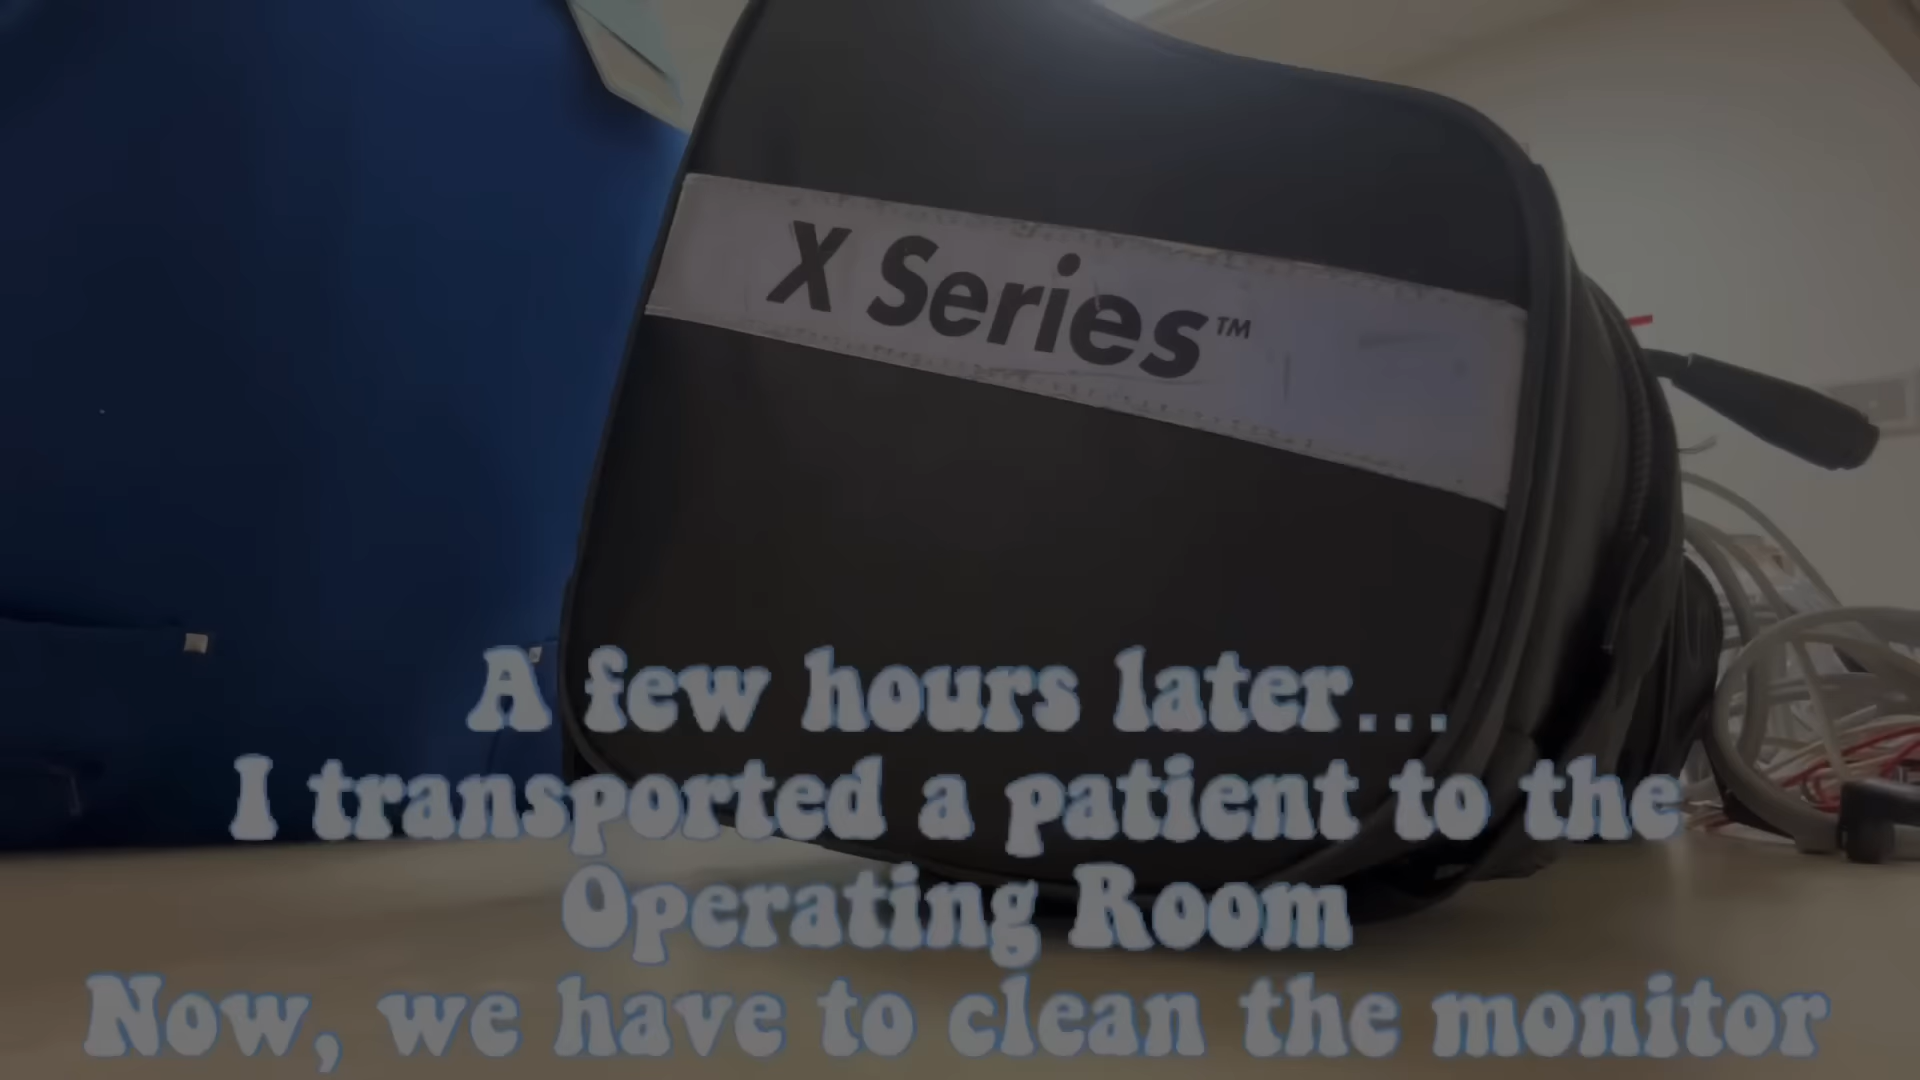 X Series™
A few hours later...
I transported a patient to the
Operating Room
Now, we have to clean the monitor